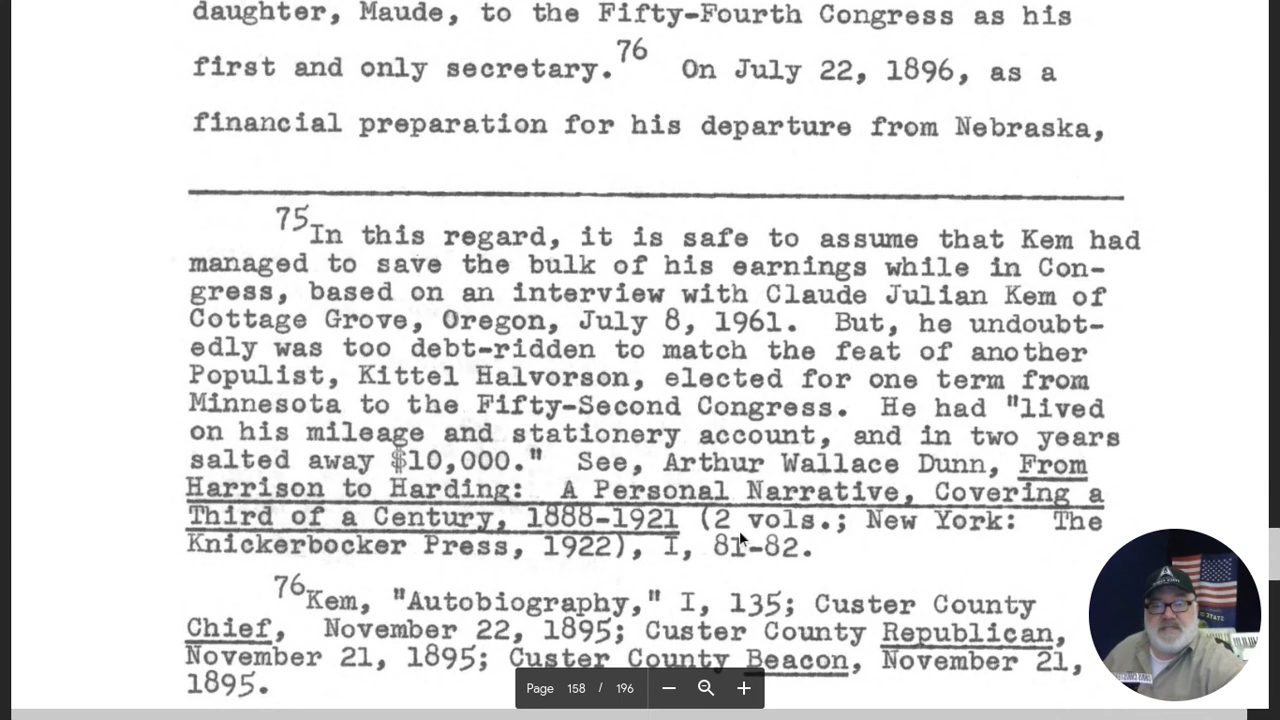 daughter, Maude, to the Fifty-Fourth Congress as his
first and only secretary.76 On July 22, 1896, as a
financial preparation for his departure from Nebraska,
75In this regard, it is safe to assume that Kem had
managed to save the bulk of his earnings while in Con-
gress, based on an interview with Claude Julian Kem of
Cottage Grove, Oregon, July 8, 1961. But, he undoubt-
edly was too debt-ridden to match the feat of another
Populist, Kittel Halvorson, elected for one term from
Minnesota to the Fifty-Second Congress. He had "lived
on his mileage and stationery account, and in two years
salted away $10,000." See, Arthur Wallace Dunn, From
Harrison to Harding: A Personal Narrative, Covering a
Third of a Century, 1888-1921 (2 vols.; New York: The
Knickerbocker Press, 1922), I, 81-82.
76Kem, "Autobiography," I, 135; Custer County
Chief, November 22, 1895; Custer County Republican,
November 21, 1895; Custer County Beacon, November 21,
1895.
Page 158 / 196